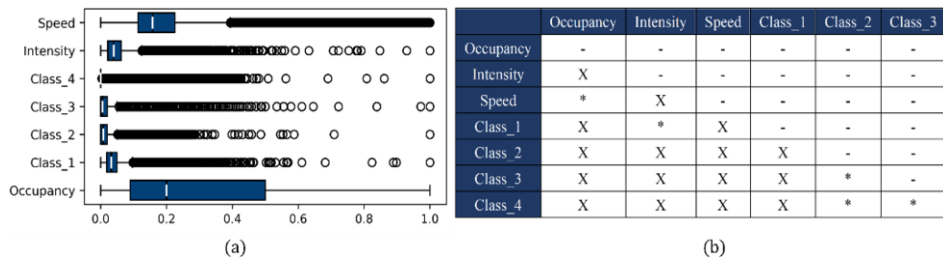 Speed
Intensity
Class_4
Class_3
Class_2
Class_1
Occupancy
0.0 0.2 0.4 0.6 0.8 1.0
(a)
Occupancy Intensity Speed Class_1 Class_2 Class_3
Occupancy - - - - - -
Intensity X - - - - -
Speed * X - - - -
Class_1 X * X - - -
Class_2 X X X X - -
Class_3 X X X X * -
Class_4 X X X X * *
(b)